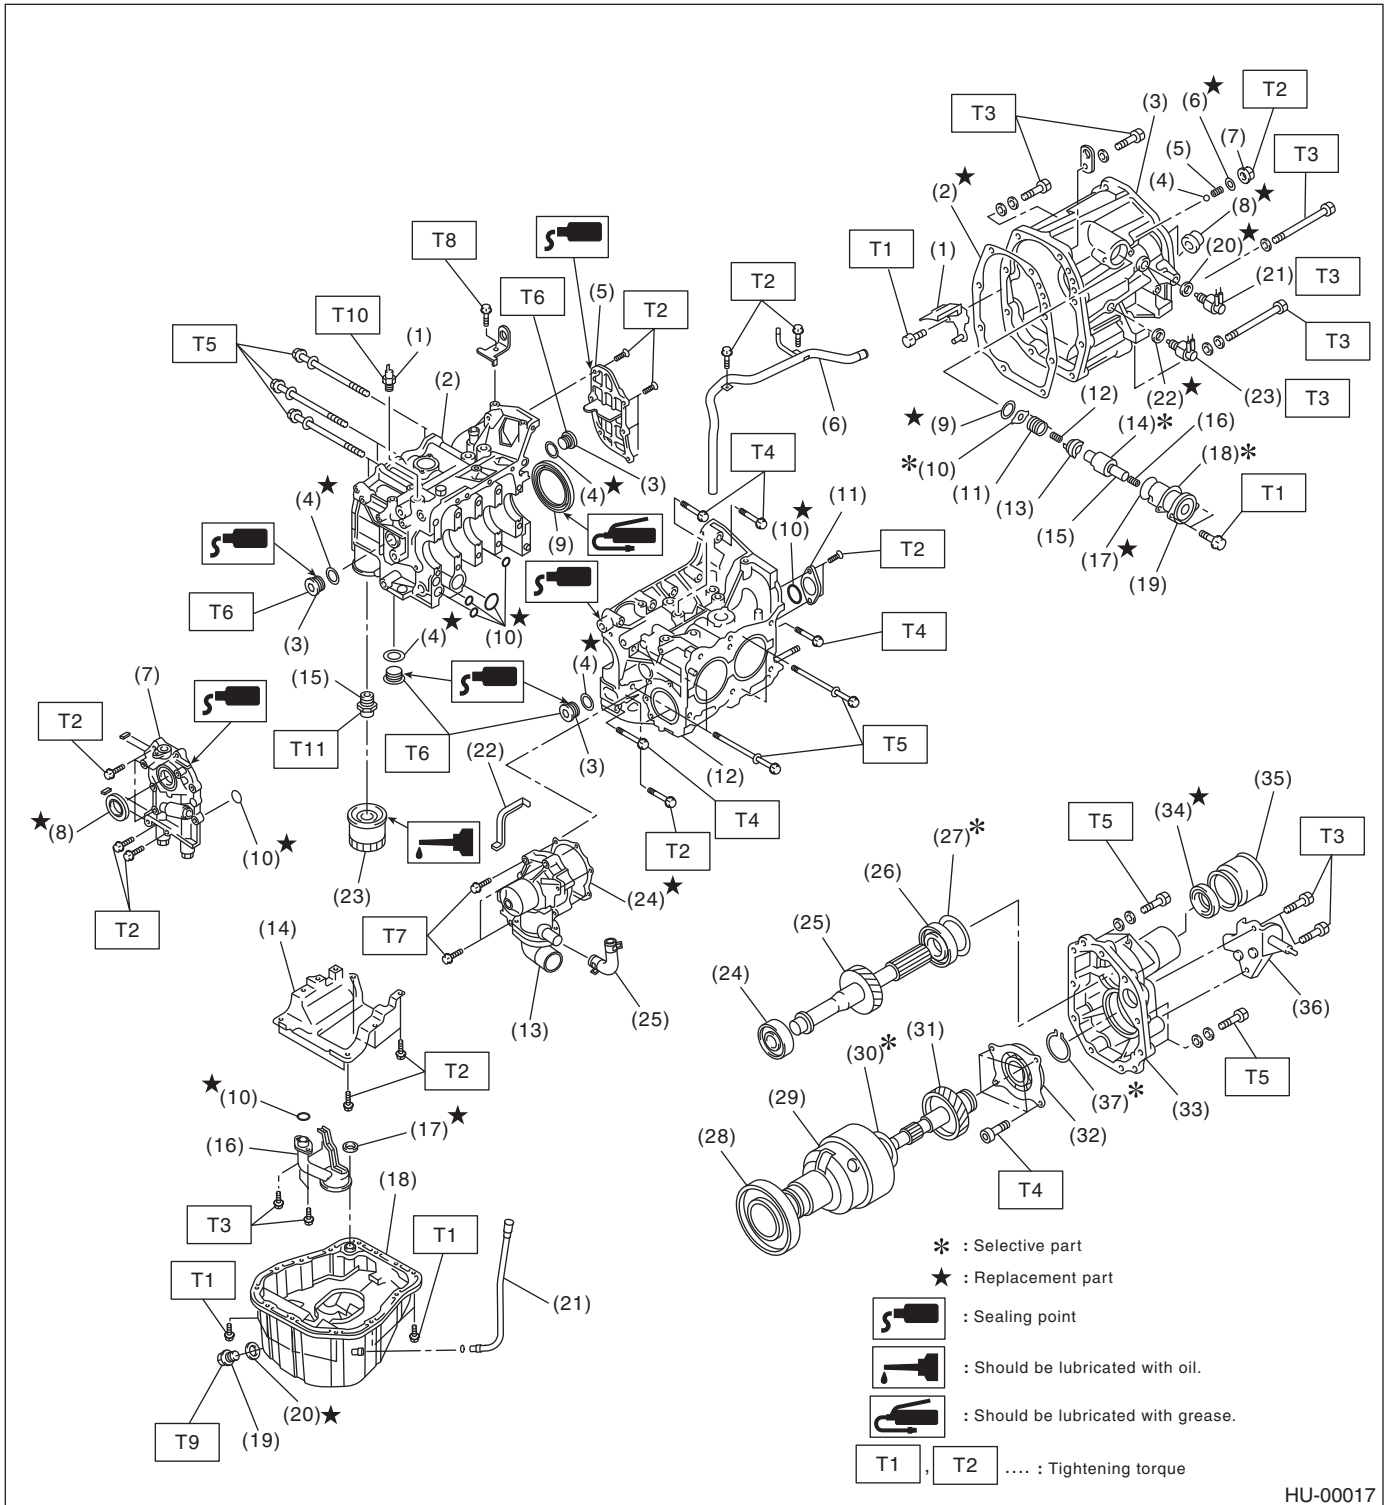 T3
(6)★
T2
(3)
(7)
T3
(5)
(4)
(2)★
(8)★
T8
(20)★
T1
(1)
(5)
T2
(21)
T3
T6
T2
T10
(1)
T3
T5
(2)
(6)
(12)
(22)★
(23)
T3
★(9)
(14)*
(16)
T4
*(10)
(18)*
(4)★
(4)★
(3)
(11)
(11)
(13)
T1
(10)★
(15)
(9)
T2
(17)★
(19)
T6
(3)
(4)★
(10)★
(4)★
T4
(15)
(7)
T2
T11
T6
(22)
(3)
(12)
T5
★(8)
(10)★
T4
(35)
(34)★
T5
T2
(27)*
T3
(23)
(24)★
(26)
T2
T7
(14)
(25)
(24)
(36)
(13)
(25)
(31)
(30)*
T2
T5
★(10)
(37)*
(33)
(29)
(17)★
(32)
(16)
(28)
(18)
T4
T3
T1
* : Selective part
T1
★ : Replacement part
(21)
: Sealing point
: Should be lubricated with oil.
(20)★
: Should be lubricated with grease.
T9
(19)
T1 , T2 .... : Tightening torque
HU-00017